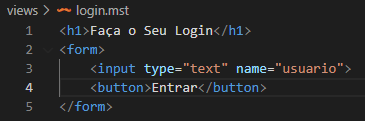 views > login.mst
1 <h1>Faça o Seu Login</h1>
2 <form>
3 <input type="text" name="usuario">
4 <button>Entrar</button>
5 </form>